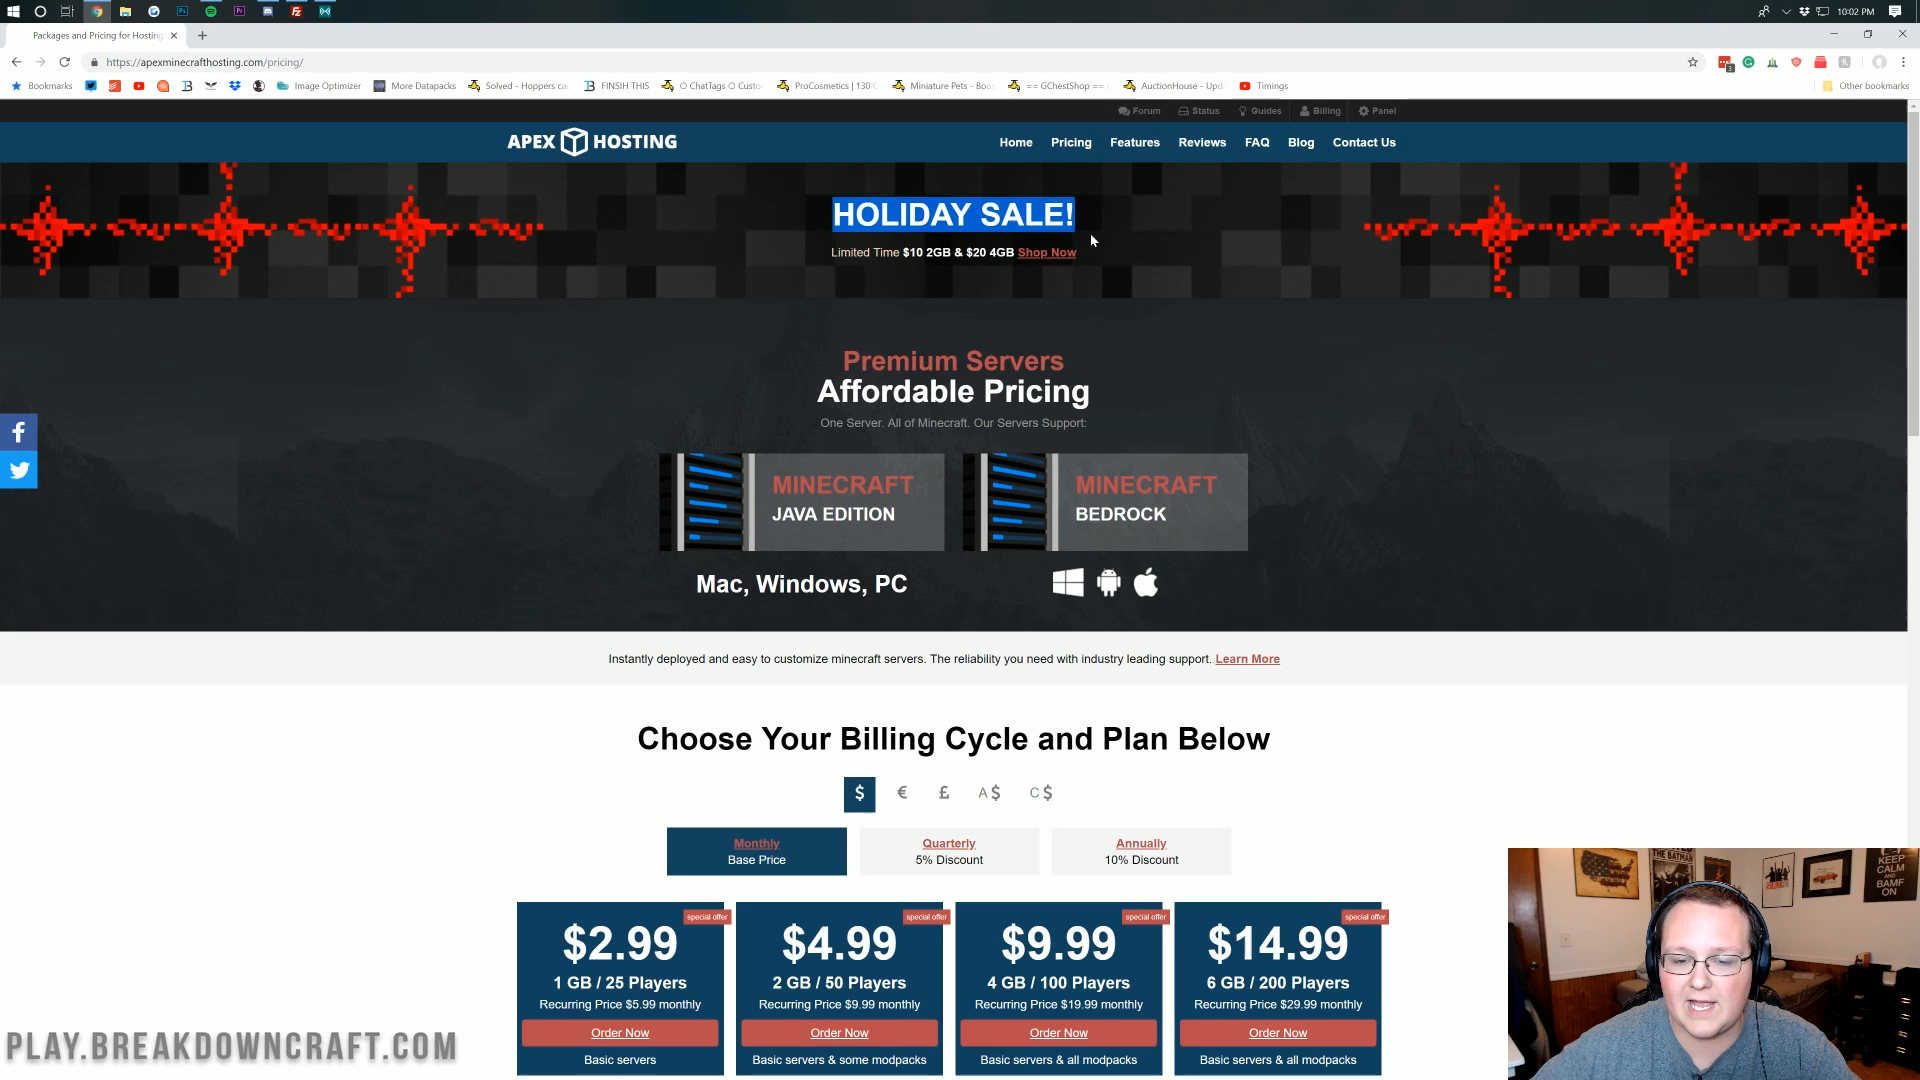 10:02 PM
Packages and Pricing for Hosting
https://apexminecrafthosting.com/pricing/
Bookmarks
Image Optimizer
More Datapacks
Solved - Hoppers ca
FINSIH THIS
O ChatTags O Custo
ProCosmetics | 130 C
Miniature Pets - Boo
== GChestShop ==
AuctionHouse - Upd
Timings
Other bookmarks
Forum
Status
Guides
Billing
Panel
APEX HOSTING
Home
Pricing
Features
Reviews
FAQ
Blog
Contact Us
HOLIDAY SALE!
Limited Time $10 2GB & $20 4GB Shop Now
Premium Servers
Affordable Pricing
One Server. All of Minecraft. Our Servers Support:
MINECRAFT
JAVA EDITION
MINECRAFT
BEDROCK
Mac, Windows, PC
Instantly deployed and easy to customize minecraft servers. The reliability you need with industry leading support. Learn More
Choose Your Billing Cycle and Plan Below
$ € £ A$ C$
Monthly
Base Price
Quarterly
5% Discount
Annually
10% Discount
special offer
$2.99
1 GB / 25 Players
Recurring Price $5.99 monthly
Order Now
Basic servers
special offer
$4.99
2 GB / 50 Players
Recurring Price $9.99 monthly
Order Now
Basic servers & some modpacks
special offer
$9.99
4 GB / 100 Players
Recurring Price $19.99 monthly
Order Now
Basic servers & all modpacks
special offer
$14.99
6 GB / 200 Players
Recurring Price $29.99 monthly
Order Now
Basic servers & all modpacks
PLAY.BREAKDOWNCRAFT.COM
THE BATMAN
KEEP
CALM
AND
BAMF
ON